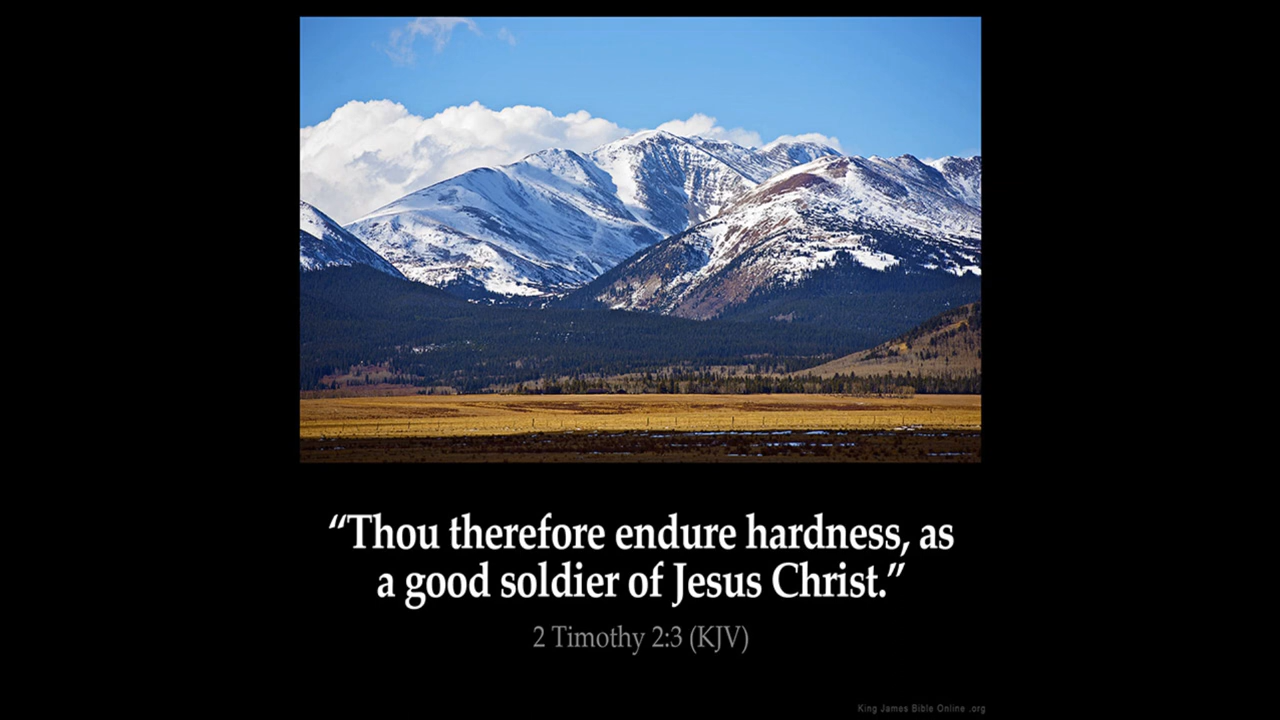 “Thou therefore endure hardness, as
a good soldier of Jesus Christ.”
2 Timothy 2:3 (KJV)
King James Bible Online .org